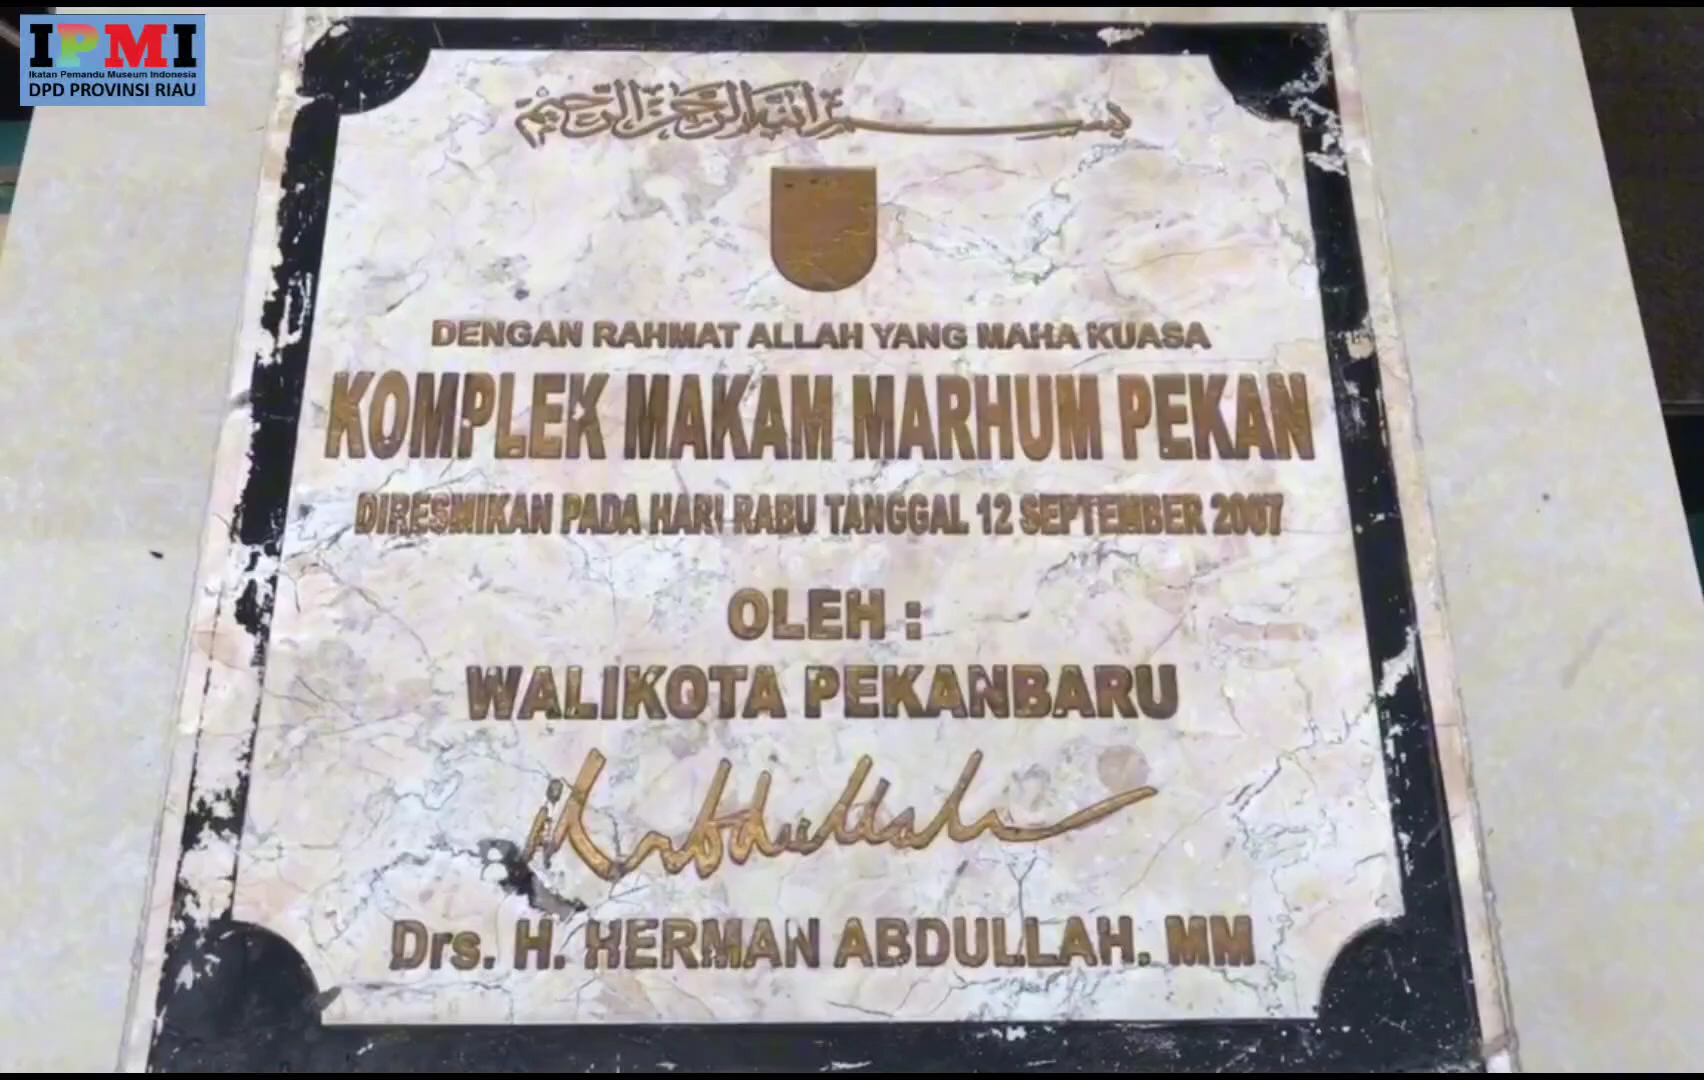 IPMI
Ikatan Pemandu Museum Indonesia
DPD PROVINSI RIAU
بسم الله الرحمن الرحيم
DENGAN RAHMAT ALLAH YANG MAHA KUASA
KOMPLEK MAKAM MARHUM PEKAN
DIRESMIKAN PADA HARI RABU TANGGAL 12 SEPTEMBER 2007
OLEH :
WALIKOTA PEKANBARU
Drs. H. HERMAN ABDULLAH. MM